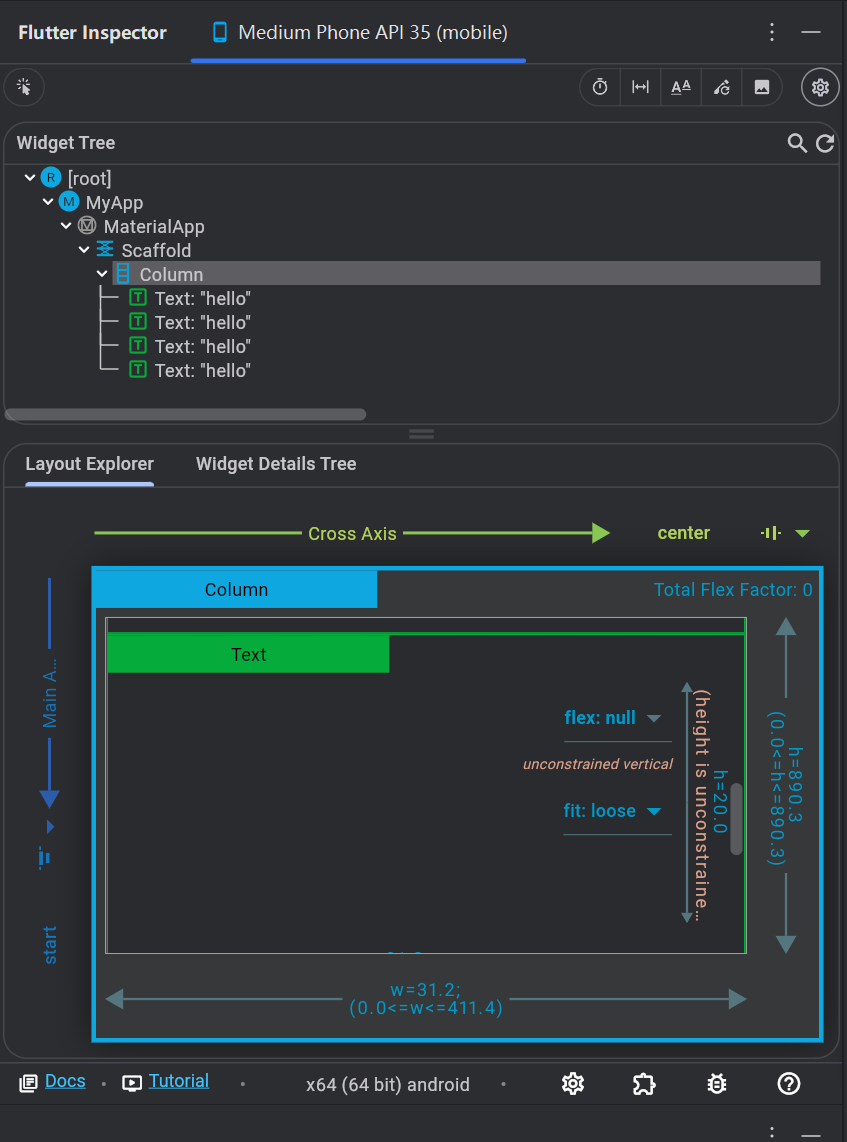 Flutter Inspector
Medium Phone API 35 (mobile)
Widget Tree
[root]
MyApp
MaterialApp
Scaffold
Column
Text: "hello"
Text: "hello"
Text: "hello"
Text: "hello"
Layout Explorer
Widget Details Tree
Cross Axis
center
Column
Total Flex Factor: 0
Main A...
start
Text
flex: null
unconstrained vertical
fit: loose
(height is unconstraine...
h=20.0
h=890.3
(0.0<=h<=890.3)
w=31.2;
(0.0<=w<=411.4)
Docs
Tutorial
x64 (64 bit) android